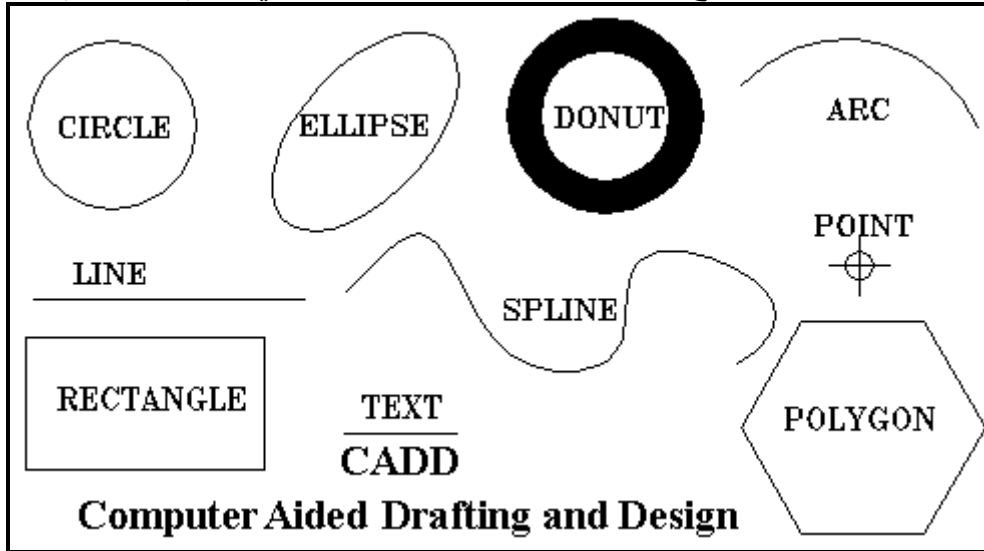 CIRCLE
ELLIPSE
DONUT
ARC
POINT
LINE
SPLINE
RECTANGLE
TEXT
POLYGON
CADD
Computer Aided Drafting and Design